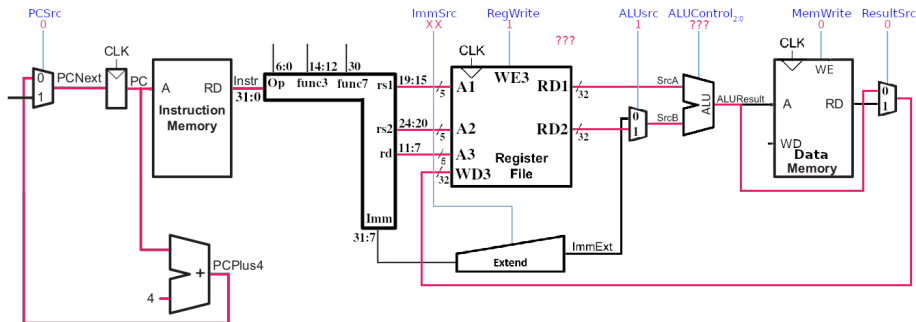 PCSrc ImmSrc RegWrite ALUsrc ALUControl2:0 MemWrite ResultSrc
0 XX 1 ??? 1 ??? 0 0
CLK 6:0 14:12 30 CLK CLK
0 PCNext PC Instr Op func3 func7 rs1 19:15 A1 WE3 RD1 SrcA WE 0
1 A RD 31:0 5 32 ALU ALUResult A RD 1
Instruction Memory
rs2 24:20 A2 RD2 0 SrcB
5 32 1
rd 11:7 A3 WD
5 Register Data
WD3 File Memory
32
Imm
31:7
ImmExt
Extend
+ PCPlus4
4